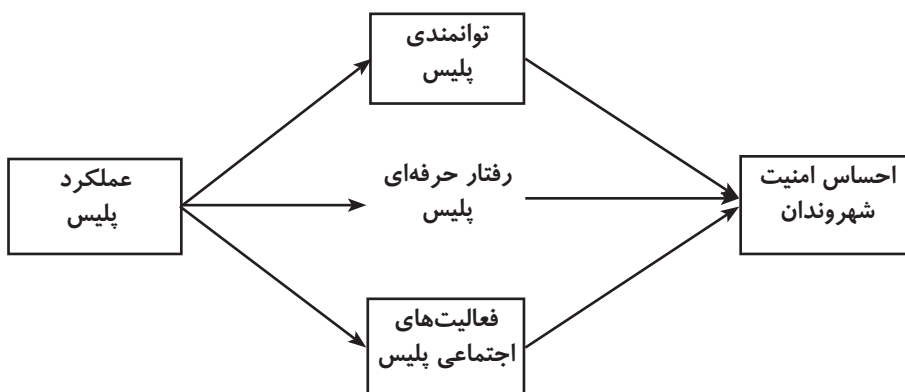 توانمندی
پلیس
عملکرد
پلیس
رفتار حرفه‌ای
پلیس
احساس امنیت
شهروندان
فعالیت‌های
اجتماعی پلیس